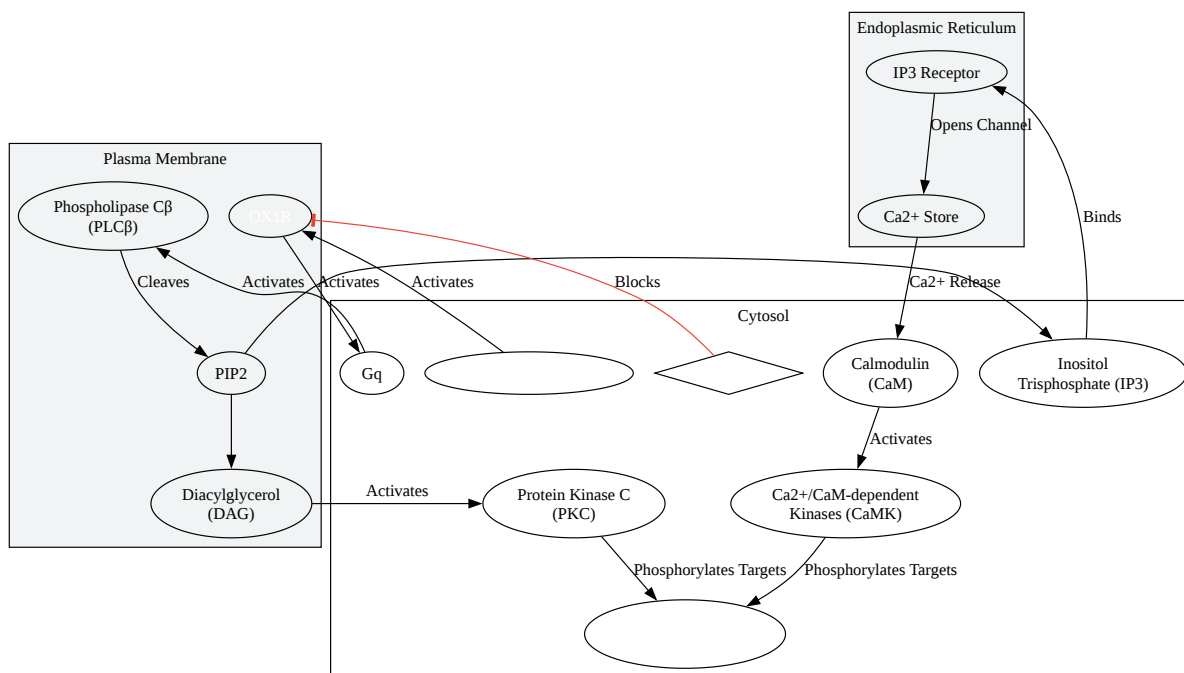 Endoplasmic Reticulum
IP3 Receptor
Opens Channel
Plasma Membrane
Phospholipase Cβ
(PLCβ)
OX1R
Ca2+ Store
Binds
Cleaves
Activates
Activates
Activates
Blocks
Ca2+ Release
Cytosol
PIP2
Gq
Calmodulin
(CaM)
Inositol
Trisphosphate (IP3)
Activates
Diacylglycerol
(DAG)
Activates
Protein Kinase C
(PKC)
Ca2+/CaM-dependent
Kinases (CaMK)
Phosphorylates Targets
Phosphorylates Targets